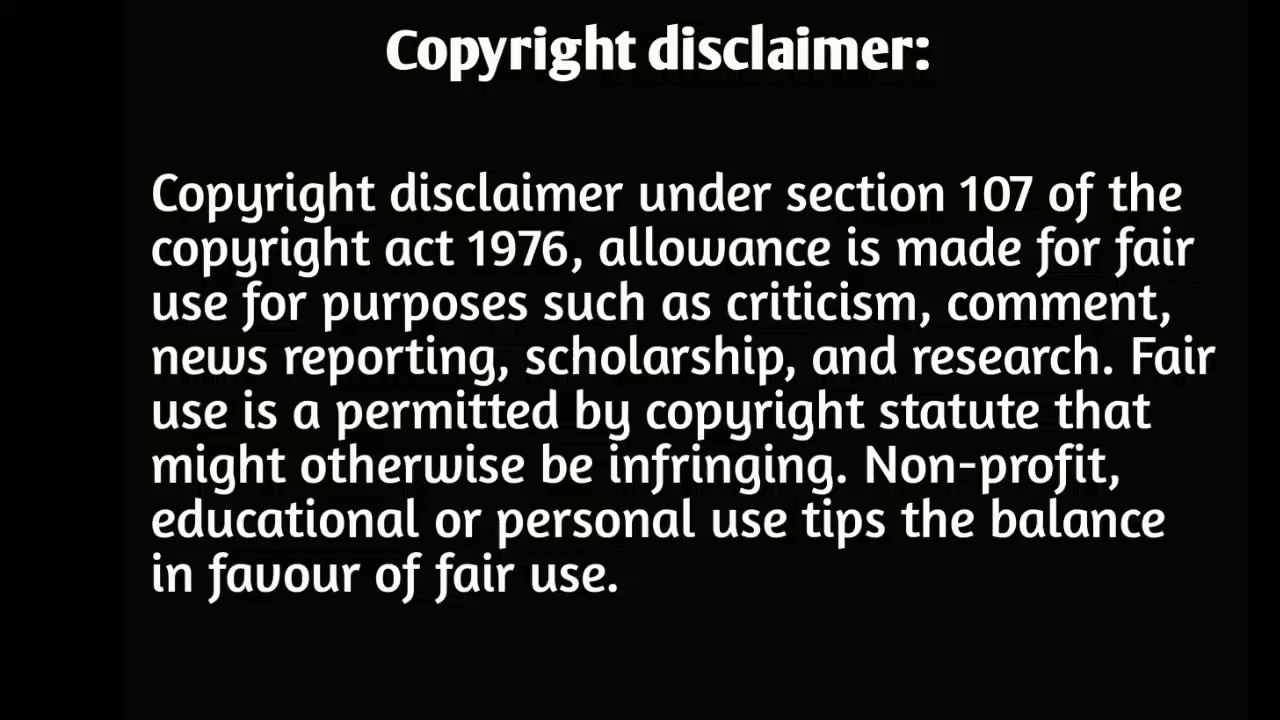 Copyright disclaimer:
Copyright disclaimer under section 107 of the
copyright act 1976, allowance is made for fair
use for purposes such as criticism, comment,
news reporting, scholarship, and research. Fair
use is a permitted by copyright statute that
might otherwise be infringing. Non-profit,
educational or personal use tips the balance
in favour of fair use.